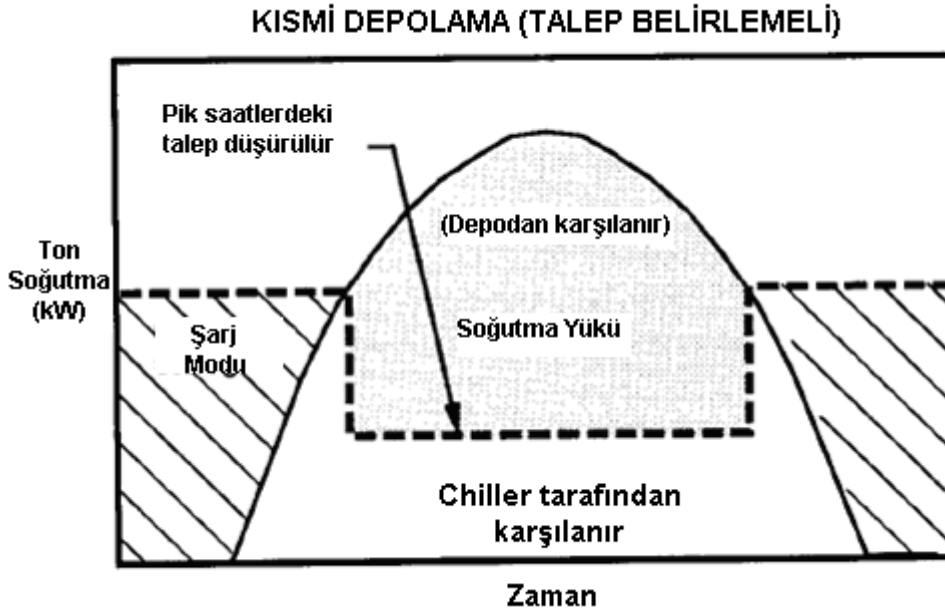 KISMİ DEPOLAMA (TALEP BELİRLEMELİ)
Pik saatlerdeki
talep düşürülür
(Depodan karşılanır)
Ton
Soğutma
(kW)
Şarj
Modu
Soğutma Yükü
Chiller tarafından
karşılanır
Zaman